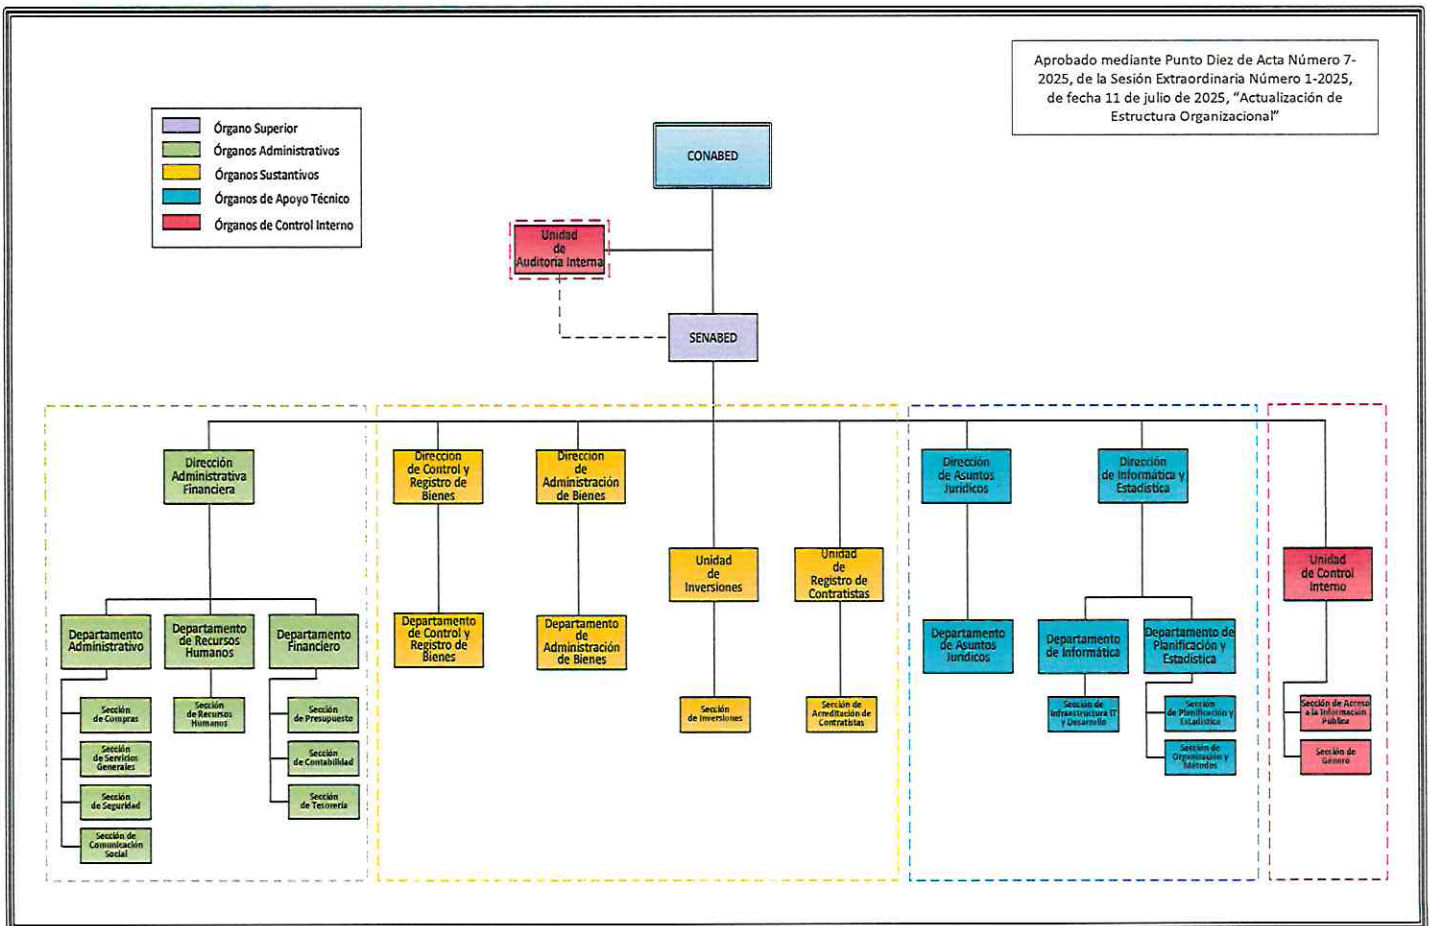 Aprobado mediante Punto Diez de Acta Número 7-
2025, de la Sesión Extraordinaria Número 1-2025,
de fecha 11 de julio de 2025, “Actualización de
Estructura Organizacional”
Órgano Superior
Órganos Administrativos
Órganos Sustantivos
Órganos de Apoyo Técnico
Órganos de Control Interno
CONABED
Unidad
de
Auditoría Interna
SENABED
Dirección
Administrativa
Financiera
Dirección
de Control y
Registro de
Bienes
Dirección
de
Administración
de Bienes
Dirección
de Asuntos
Jurídicos
Dirección
de Informática y
Estadística
Unidad
de
Inversiones
Unidad
de
Registro de
Contratistas
Unidad
de Control
Interno
Departamento
Administrativo
Departamento
de Recursos
Humanos
Departamento
Financiero
Departamento
de Control y
Registro de
Bienes
Departamento
de
Administración
de Bienes
Departamento
de Asuntos
Jurídicos
Departamento
de Informática
Departamento de
Planificación y
Estadística
Sección
de Compras
Sección
de Servicios
Generales
Sección
de Seguridad
Sección de
Comunicación
Social
Sección
de Recursos
Humanos
Sección
de Presupuesto
Sección
de Contabilidad
Sección
de Tesorería
Sección
de Inversiones
Sección de
Acreditación de
Contratistas
Sección de
Infraestructura IT
y Desarrollo
Sección
de Planificación y
Estadística
Sección de
Organización y
Métodos
Sección de Acceso
a la Información
Pública
Sección de
Género